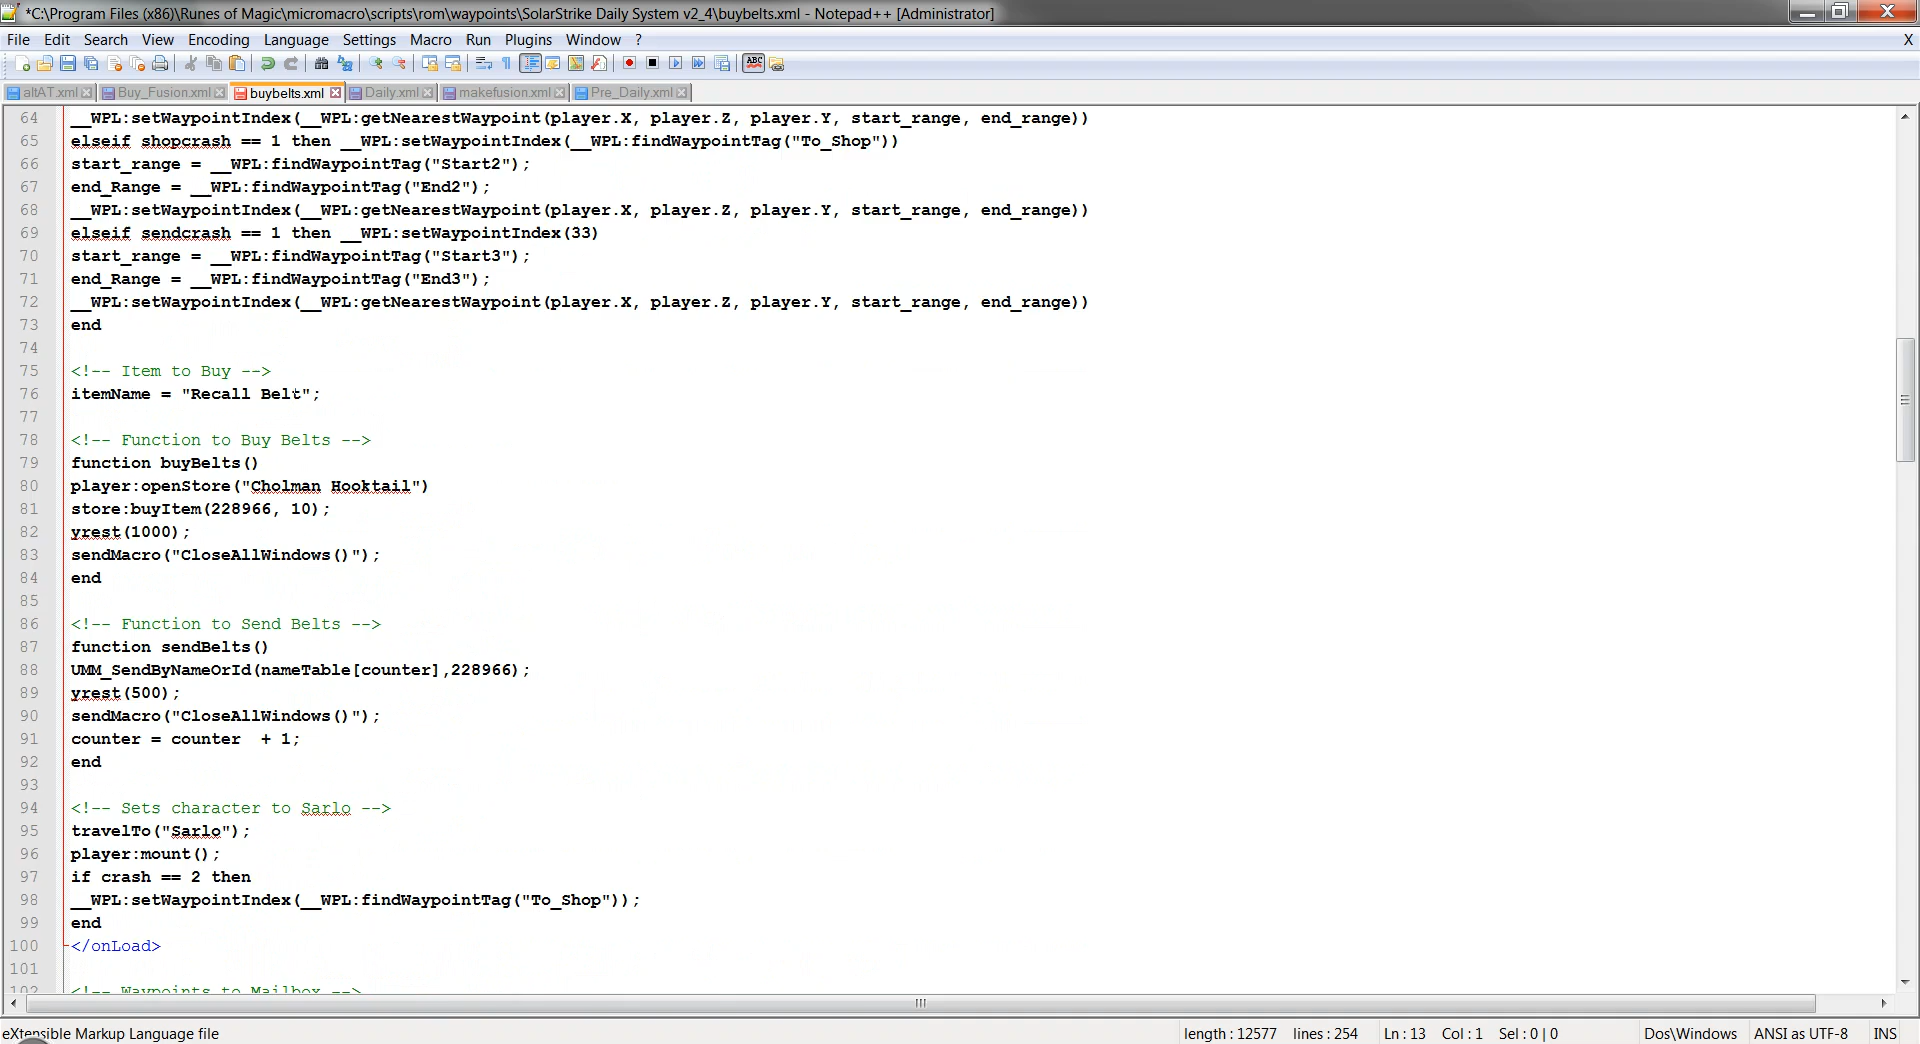 *C:\Program Files (x86)\Runes of Magic\micromacro\scripts\rom\waypoints\SolarStrike Daily System v2_4\buybelts.xml - Notepad++ [Administrator]
File Edit Search View Encoding Language Settings Macro Run Plugins Window ? X
altAT.xml Buy_Fusion.xml buybelts.xml Daily.xml makefusion.xml Pre_Daily.xml
64 __WPL:setWaypointIndex(__WPL:getNearestWaypoint(player.X, player.Z, player.Y, start_range, end_range))
65 elseif shopcrash == 1 then __WPL:setWaypointIndex(__WPL:findWaypointTag("To_Shop"))
66 start_range = __WPL:findWaypointTag("Start2");
67 end_Range = __WPL:findWaypointTag("End2");
68 __WPL:setWaypointIndex(__WPL:getNearestWaypoint(player.X, player.Z, player.Y, start_range, end_range))
69 elseif sendcrash == 1 then __WPL:setWaypointIndex(33)
70 start_range = __WPL:findWaypointTag("Start3");
71 end_Range = __WPL:findWaypointTag("End3");
72 __WPL:setWaypointIndex(__WPL:getNearestWaypoint(player.X, player.Z, player.Y, start_range, end_range))
73 end
74
75 <!-- Item to Buy -->
76 itemName = "Recall Belt";
77
78 <!-- Function to Buy Belts -->
79 function buyBelts()
80 player:openStore("Cholman Hooktail")
81 store:buyItem(228966, 10);
82 yrest(1000);
83 sendMacro("CloseAllWindows()");
84 end
85
86 <!-- Function to Send Belts -->
87 function sendBelts()
88 UMM_SendByNameOrId(nameTable[counter],228966);
89 yrest(500);
90 sendMacro("CloseAllWindows()");
91 counter = counter  + 1;
92 end
93
94 <!-- Sets character to Sarlo -->
95 travelTo("Sarlo");
96 player:mount();
97 if crash == 2 then
98 __WPL:setWaypointIndex(__WPL:findWaypointTag("To_Shop"));
99 end
100 </onLoad>
101
102 <!-- Waypoints to Mailbox -->
eXtensible Markup Language file length : 12577 lines : 254 Ln : 13 Col : 1 Sel : 0 | 0 Dos\Windows ANSI as UTF-8 INS